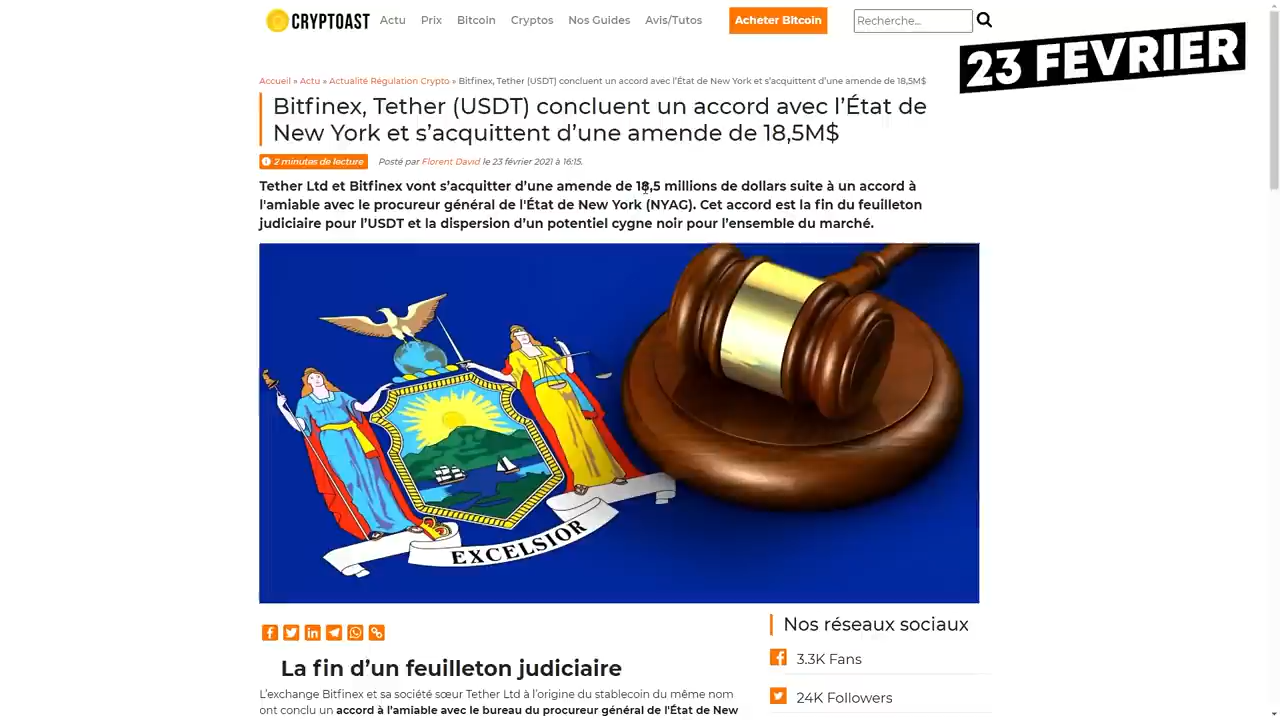 CRYPTOAST Actu Prix Bitcoin Cryptos Nos Guides Avis/Tutos Acheter Bitcoin Recherche...
23 FEVRIER
Accueil » Actu » Actualité Régulation Crypto » Bitfinex, Tether (USDT) concluent un accord avec l’État de New York et s’acquittent d’une amende de 18,5M$
Bitfinex, Tether (USDT) concluent un accord avec l’État de
New York et s’acquittent d’une amende de 18,5M$
2 minutes de lecture Posté par Florent David le 23 février 2021 à 16:15.
Tether Ltd et Bitfinex vont s’acquitter d’une amende de 18,5 millions de dollars suite à un accord à
l'amiable avec le procureur général de l'État de New York (NYAG). Cet accord est la fin du feuilleton
judiciaire pour l’USDT et la dispersion d’un potentiel cygne noir pour l’ensemble du marché.
EXCELSIOR
Nos réseaux sociaux
3.3K Fans
24K Followers
La fin d’un feuilleton judiciaire
L’exchange Bitfinex et sa société sœur Tether Ltd à l’origine du stablecoin du même nom
ont conclu un accord à l’amiable avec le bureau du procureur général de l’État de New